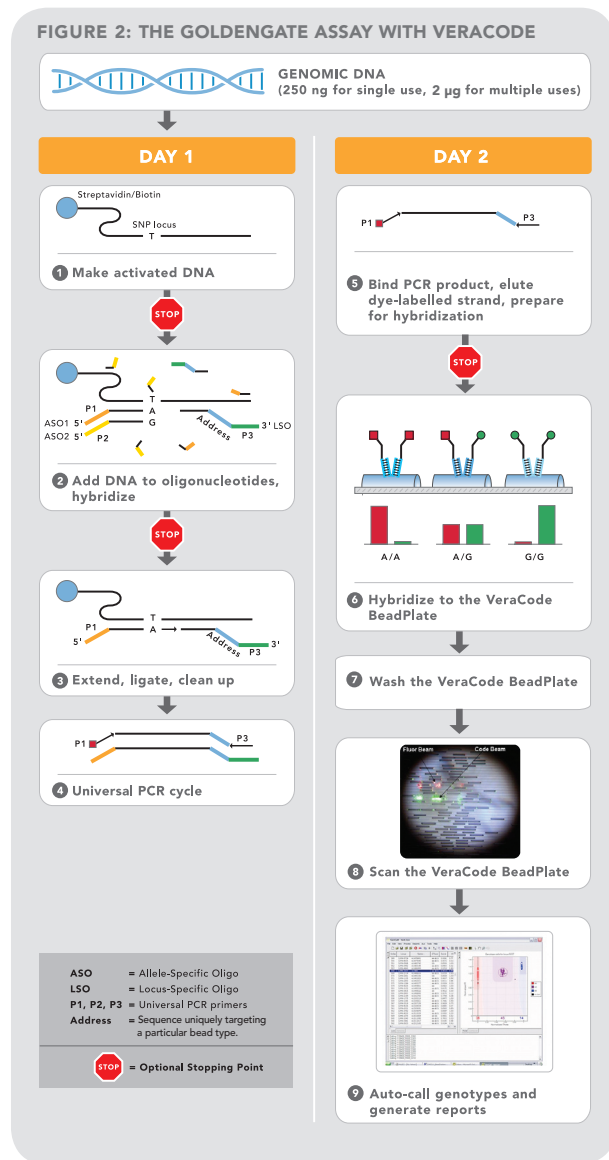 FIGURE 2: THE GOLDENGATE ASSAY WITH VERACODE
GENOMIC DNA
(250 ng for single use, 2 µg for multiple uses)
DAY 1
Streptavidin/Biotin
SNP locus
T
1 Make activated DNA
STOP
T
P1 A
ASO1 5' G Address 3' LSO
ASO2 5' P2 P3
2 Add DNA to oligonucleotides,
hybridize
STOP
T
P1 A
5' Address P3 3'
3 Extend, ligate, clean up
P1 P3
4 Universal PCR cycle
ASO = Allele-Specific Oligo
LSO = Locus-Specific Oligo
P1, P2, P3 = Universal PCR primers
Address = Sequence uniquely targeting
a particular bead type.
STOP = Optional Stopping Point
DAY 2
P1 P3
5 Bind PCR product, elute
dye-labelled strand, prepare
for hybridization
STOP
A/A A/G G/G
6 Hybridize to the VeraCode
BeadPlate
7 Wash the VeraCode BeadPlate
Fluor Beam Code Beam
8 Scan the VeraCode BeadPlate
9 Auto-call genotypes and
generate reports